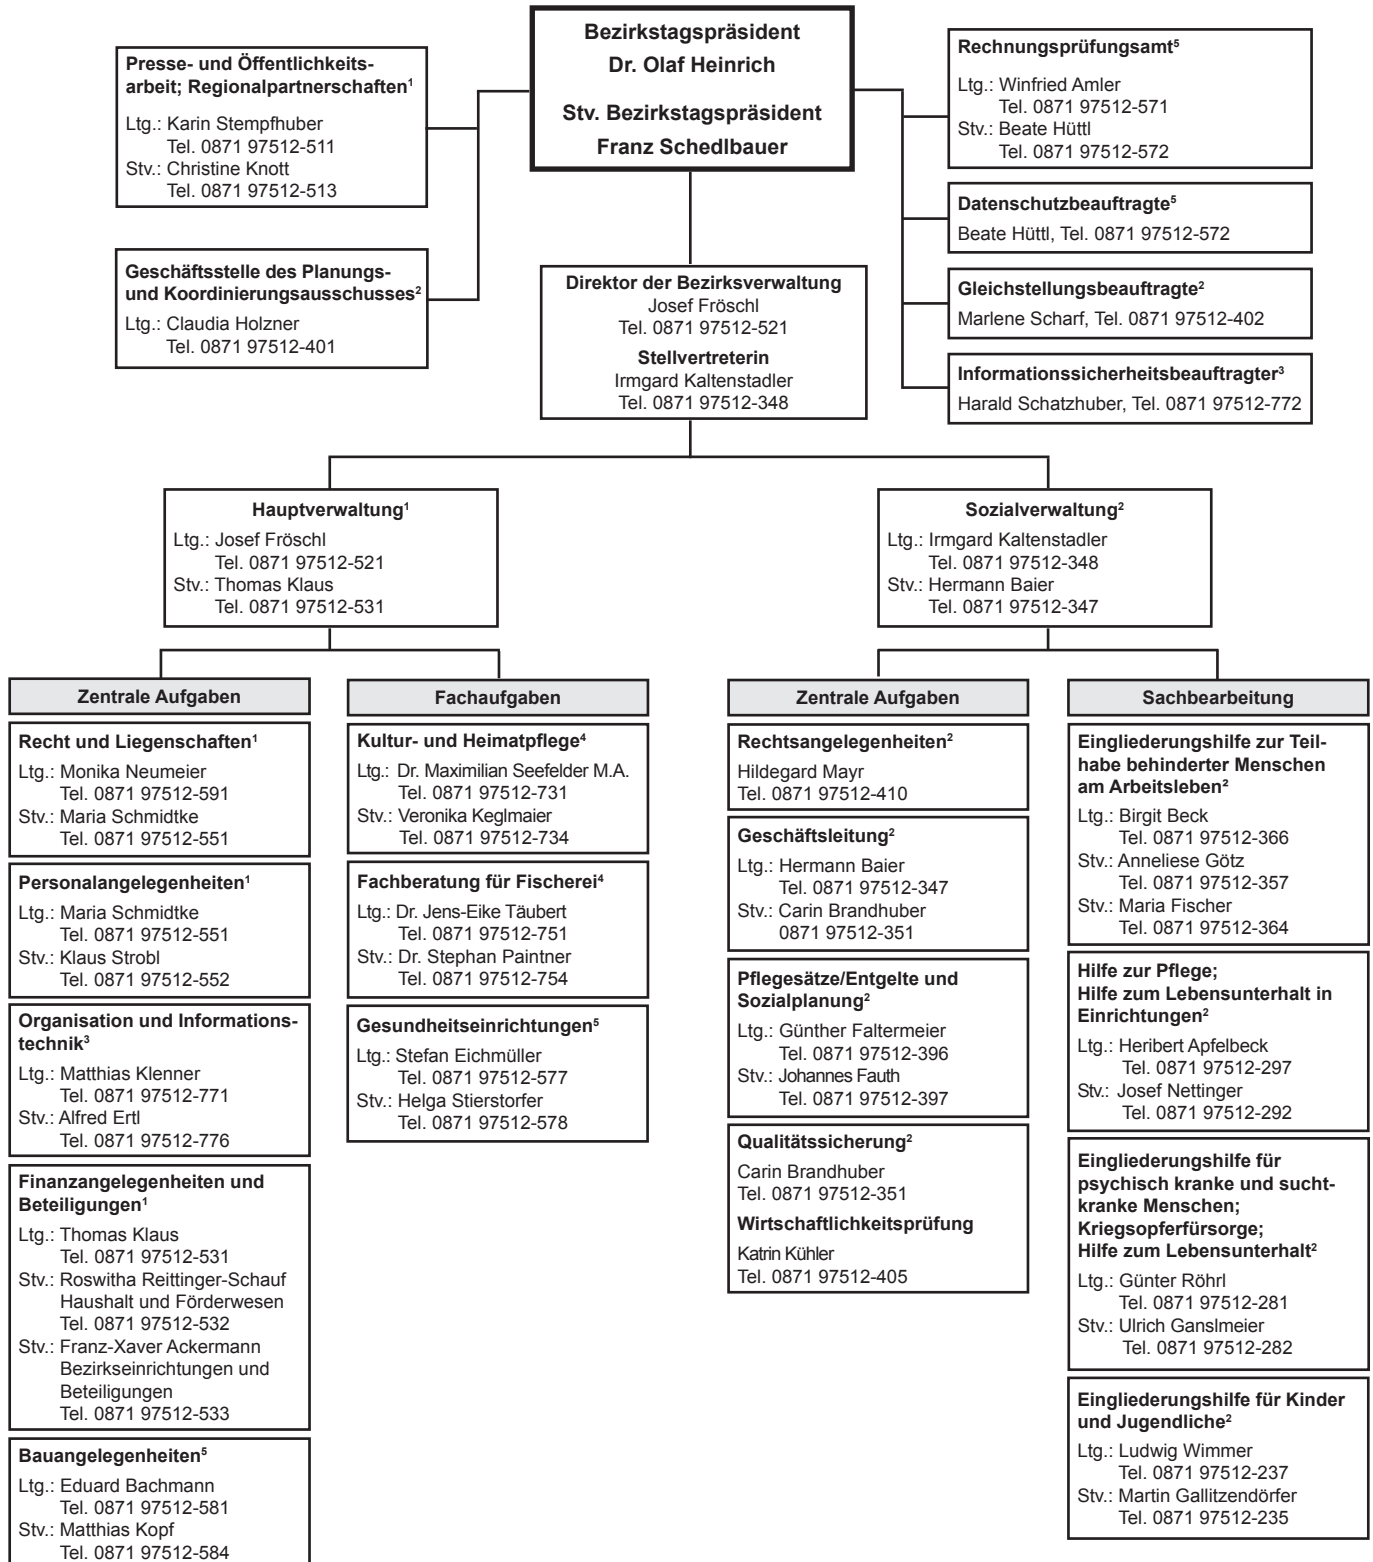 Bezirkstagspräsident
Dr. Olaf Heinrich
Stv. Bezirkstagspräsident
Franz Schedlbauer
Presse- und Öffentlichkeits-
arbeit; Regionalpartnerschaften¹
Ltg.: Karin Stempfhuber
Tel. 0871 97512-511
Stv.: Christine Knott
Tel. 0871 97512-513
Geschäftsstelle des Planungs-
und Koordinierungsausschusses²
Ltg.: Claudia Holzner
Tel. 0871 97512-401
Rechnungsprüfungsamt⁵
Ltg.: Winfried Amler
Tel. 0871 97512-571
Stv.: Beate Hüttl
Tel. 0871 97512-572
Datenschutzbeauftragte⁵
Beate Hüttl, Tel. 0871 97512-572
Gleichstellungsbeauftragte²
Marlene Scharf, Tel. 0871 97512-402
Informationssicherheitsbeauftragter³
Harald Schatzhuber, Tel. 0871 97512-772
Direktor der Bezirksverwaltung
Josef Fröschl
Tel. 0871 97512-521
Stellvertreterin
Irmgard Kaltenstadler
Tel. 0871 97512-348
Hauptverwaltung¹
Ltg.: Josef Fröschl
Tel. 0871 97512-521
Stv.: Thomas Klaus
Tel. 0871 97512-531
Sozialverwaltung²
Ltg.: Irmgard Kaltenstadler
Tel. 0871 97512-348
Stv.: Hermann Baier
Tel. 0871 97512-347
Zentrale Aufgaben
Recht und Liegenschaften¹
Ltg.: Monika Neumeier
Tel. 0871 97512-591
Stv.: Maria Schmidtke
Tel. 0871 97512-551
Personalangelegenheiten¹
Ltg.: Maria Schmidtke
Tel. 0871 97512-551
Stv.: Klaus Strobl
Tel. 0871 97512-552
Organisation und Informations-
technik³
Ltg.: Matthias Klenner
Tel. 0871 97512-771
Stv.: Alfred Ertl
Tel. 0871 97512-776
Finanzangelegenheiten und
Beteiligungen¹
Ltg.: Thomas Klaus
Tel. 0871 97512-531
Stv.: Roswitha Reittinger-Schauf
Haushalt und Förderwesen
Tel. 0871 97512-532
Stv.: Franz-Xaver Ackermann
Bezirkseinrichtungen und
Beteiligungen
Tel. 0871 97512-533
Bauangelegenheiten⁵
Ltg.: Eduard Bachmann
Tel. 0871 97512-581
Stv.: Matthias Kopf
Tel. 0871 97512-584
Fachaufgaben
Kultur- und Heimatpflege⁴
Ltg.: Dr. Maximilian Seefelder M.A.
Tel. 0871 97512-731
Stv.: Veronika Keglmaier
Tel. 0871 97512-734
Fachberatung für Fischerei⁴
Ltg.: Dr. Jens-Eike Täubert
Tel. 0871 97512-751
Stv.: Dr. Stephan Paintner
Tel. 0871 97512-754
Gesundheitseinrichtungen⁵
Ltg.: Stefan Eichmüller
Tel. 0871 97512-577
Stv.: Helga Stierstorfer
Tel. 0871 97512-578
Zentrale Aufgaben
Rechtsangelegenheiten²
Hildegard Mayr
Tel. 0871 97512-410
Geschäftsleitung²
Ltg.: Hermann Baier
Tel. 0871 97512-347
Stv.: Carin Brandhuber
0871 97512-351
Pflegesätze/Entgelte und
Sozialplanung²
Ltg.: Günther Faltermeier
Tel. 0871 97512-396
Stv.: Johannes Fauth
Tel. 0871 97512-397
Qualitätssicherung²
Carin Brandhuber
Tel. 0871 97512-351
Wirtschaftlichkeitsprüfung
Katrin Kühler
Tel. 0871 97512-405
Sachbearbeitung
Eingliederungshilfe zur Teil-
habe behinderter Menschen
am Arbeitsleben²
Ltg.: Birgit Beck
Tel. 0871 97512-366
Stv.: Anneliese Götz
Tel. 0871 97512-357
Stv.: Maria Fischer
Tel. 0871 97512-364
Hilfe zur Pflege;
Hilfe zum Lebensunterhalt in
Einrichtungen²
Ltg.: Heribert Apfelbeck
Tel. 0871 97512-297
Stv.: Josef Nettinger
Tel. 0871 97512-292
Eingliederungshilfe für
psychisch kranke und sucht-
kranke Menschen;
Kriegsopferfürsorge;
Hilfe zum Lebensunterhalt²
Ltg.: Günter Röhrl
Tel. 0871 97512-281
Stv.: Ulrich Ganslmeier
Tel. 0871 97512-282
Eingliederungshilfe für Kinder
und Jugendliche²
Ltg.: Ludwig Wimmer
Tel. 0871 97512-237
Stv.: Martin Gallitzendörfer
Tel. 0871 97512-235